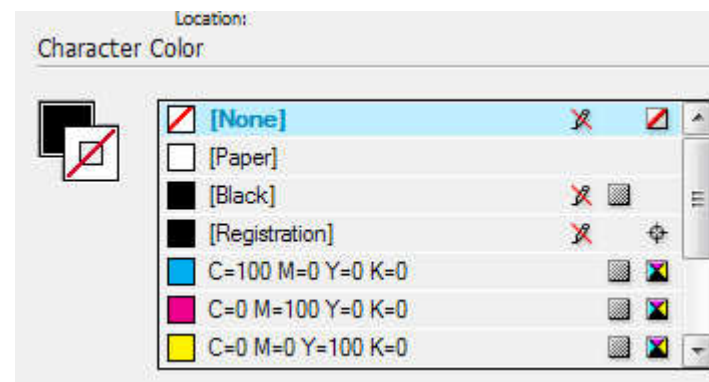 Location:
Character Color
[None]
[Paper]
[Black]
[Registration]
C=100 M=0 Y=0 K=0
C=0 M=100 Y=0 K=0
C=0 M=0 Y=100 K=0